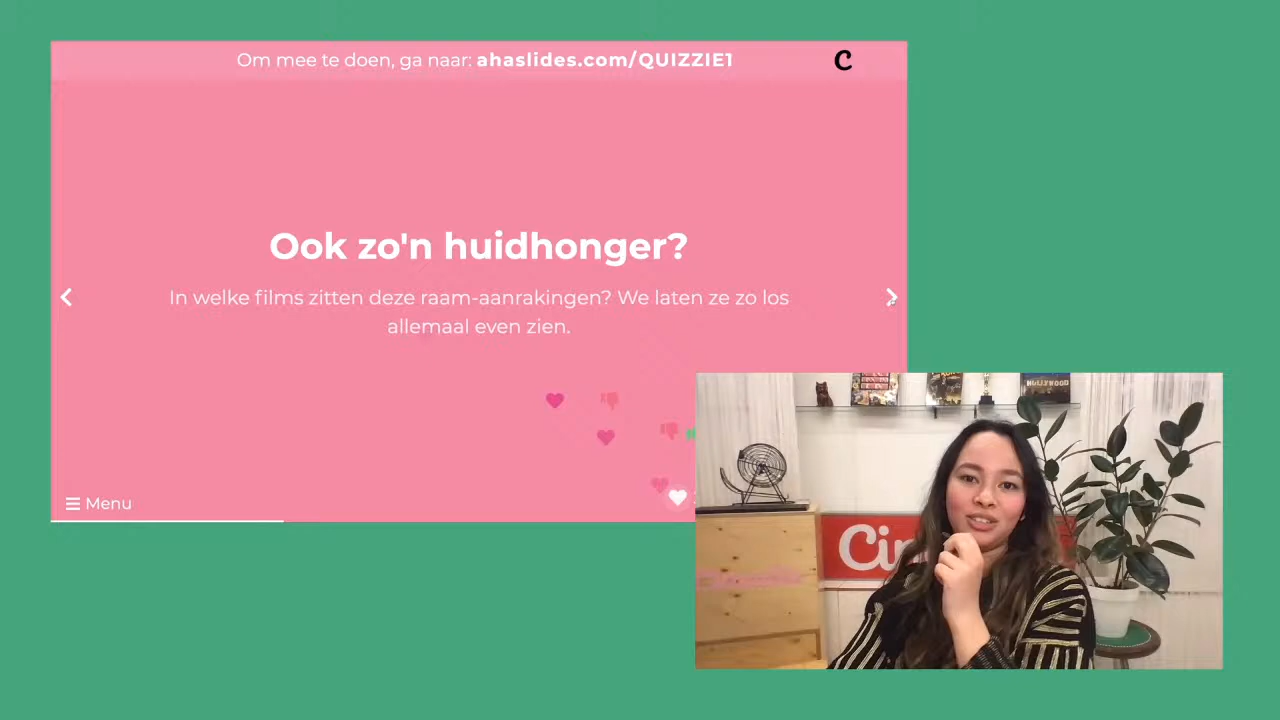 Om mee te doen, ga naar: ahaslides.com/QUIZZIE1
C
Ook zo'n huidhonger?
In welke films zitten deze raam-aanrakingen? We laten ze zo los
allemaal even zien.
Menu
HOLLYWOOD